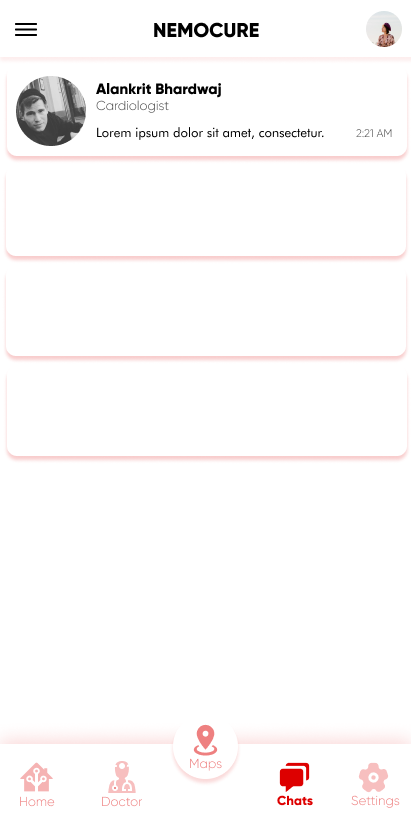 NEMOCURE
Alankrit Bhardwaj
Cardiologist
Lorem ipsum dolor sit amet, consectetur.
2:21 AM
Maps
Home
Doctor
Chats
Settings